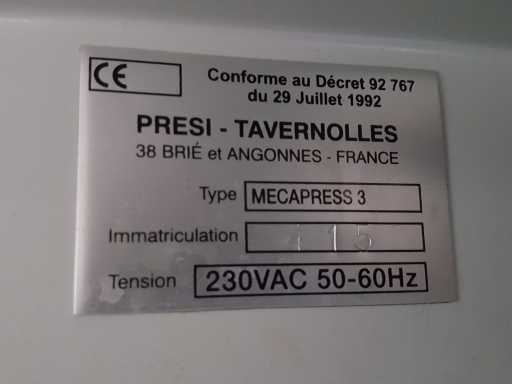 CE
Conforme au Décret 92 767
du 29 Juillet 1992
PRESI - TAVERNOLLES
38 BRIÉ et ANGONNES - FRANCE
Type MECAPRESS 3
Immatriculation 115
Tension 230VAC 50-60Hz